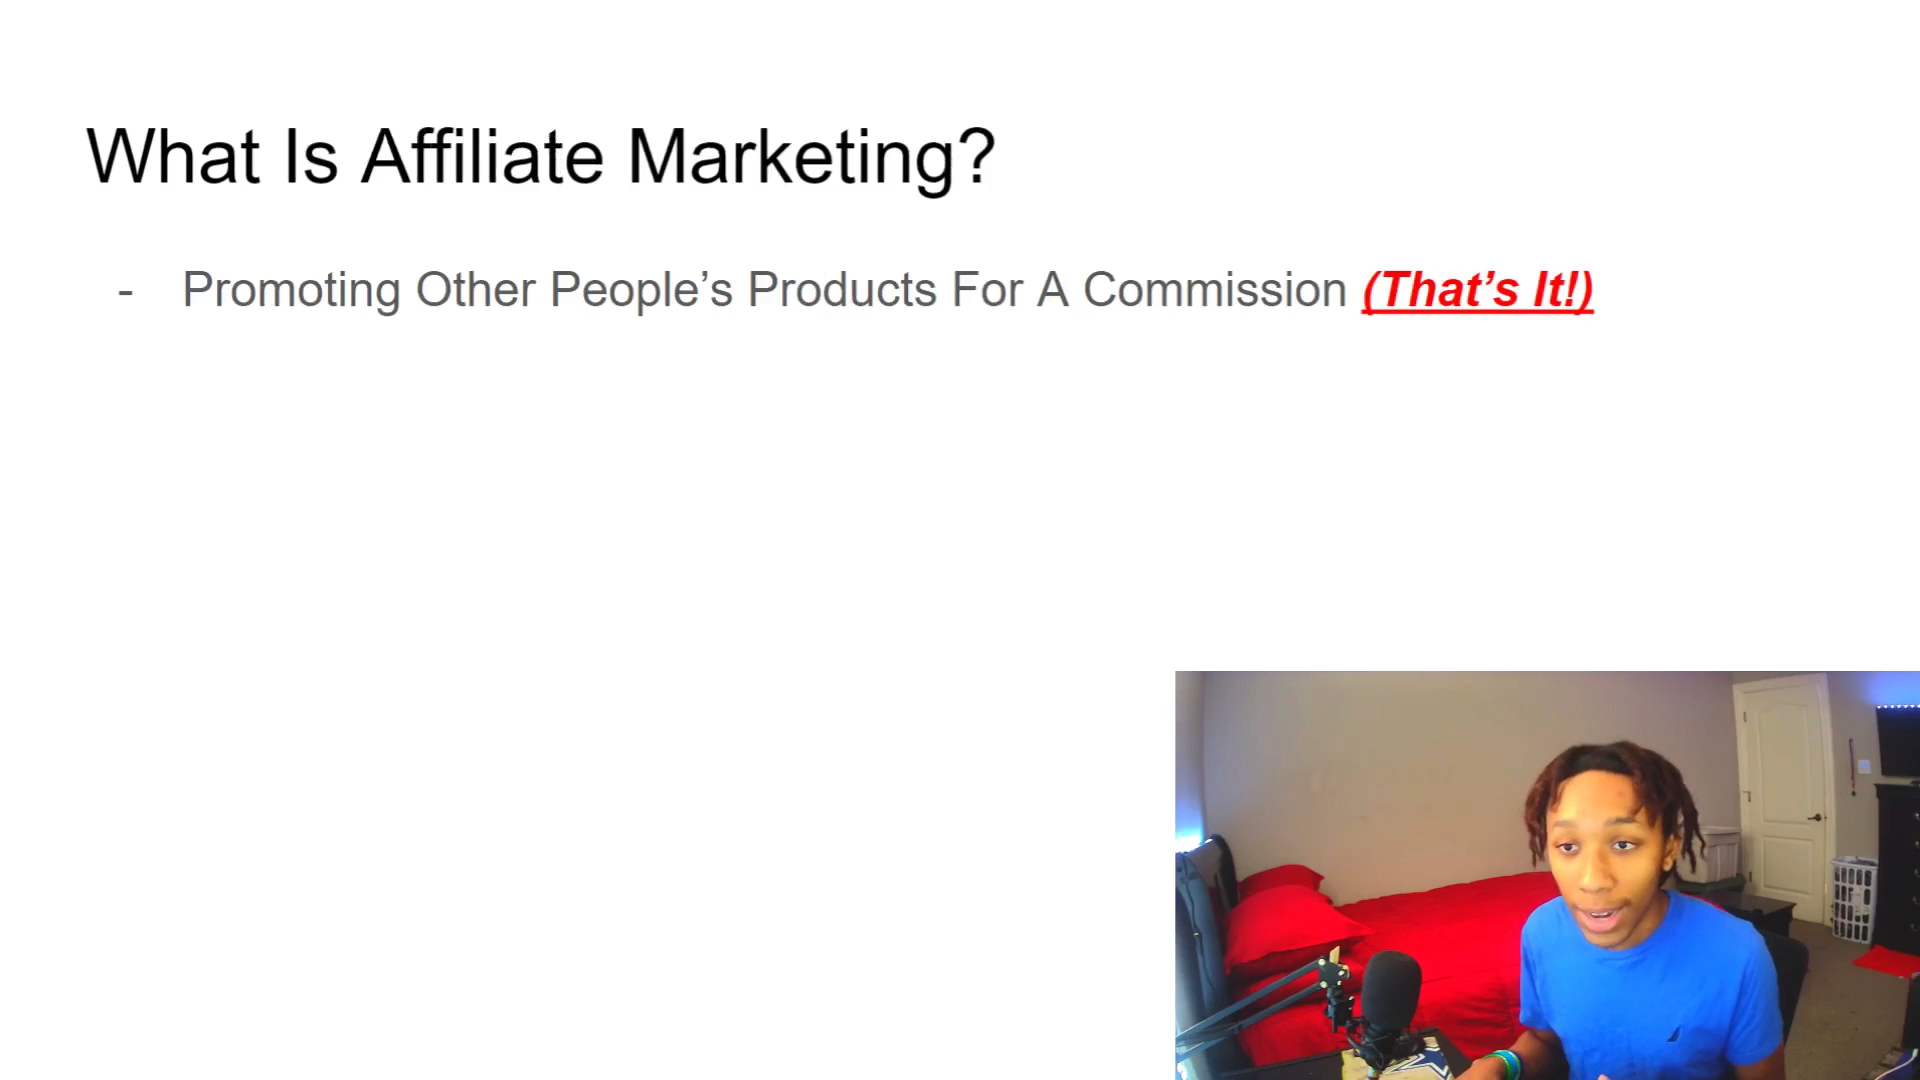 What Is Affiliate Marketing?
- Promoting Other People’s Products For A Commission (That’s It!)